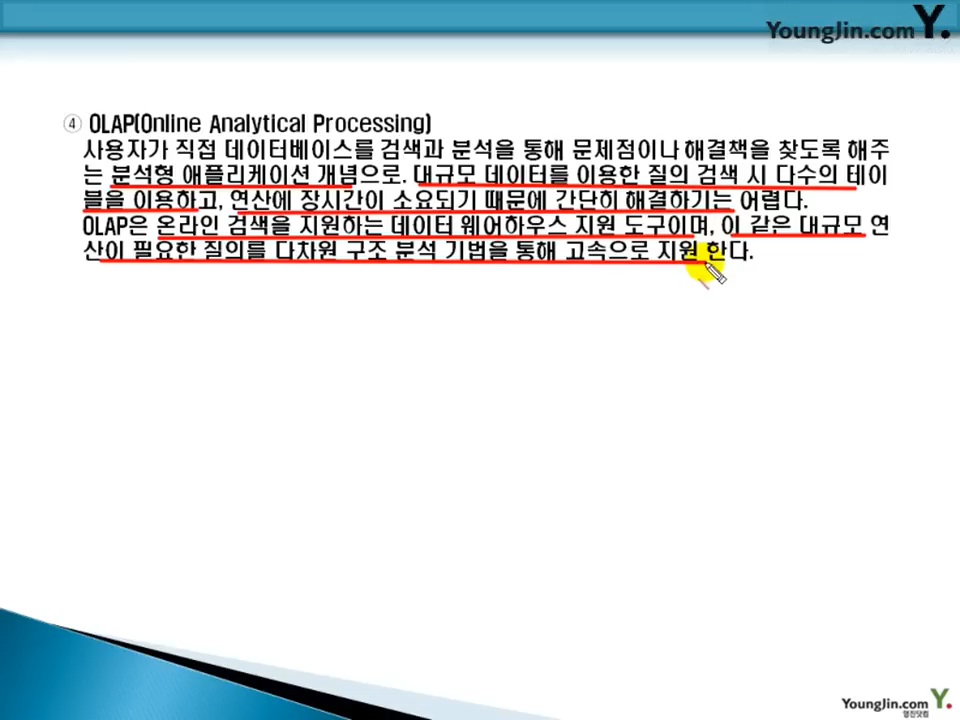 YoungJin.com Y.
④ OLAP(Online Analytical Processing)
사용자가 직접 데이터베이스를 검색과 분석을 통해 문제점이나 해결책을 찾도록 해주
는 분석형 애플리케이션 개념으로. 대규모 데이터를 이용한 질의 검색 시 다수의 테이
블을 이용하고, 연산에 장시간이 소요되기 때문에 간단히 해결하기는 어렵다.
OLAP은 온라인 검색을 지원하는 데이터 웨어하우스 지원 도구이며, 이 같은 대규모 연
산이 필요한 질의를 다차원 구조 분석 기법을 통해 고속으로 지원 한다.
YoungJin.com Y.
영진닷컴